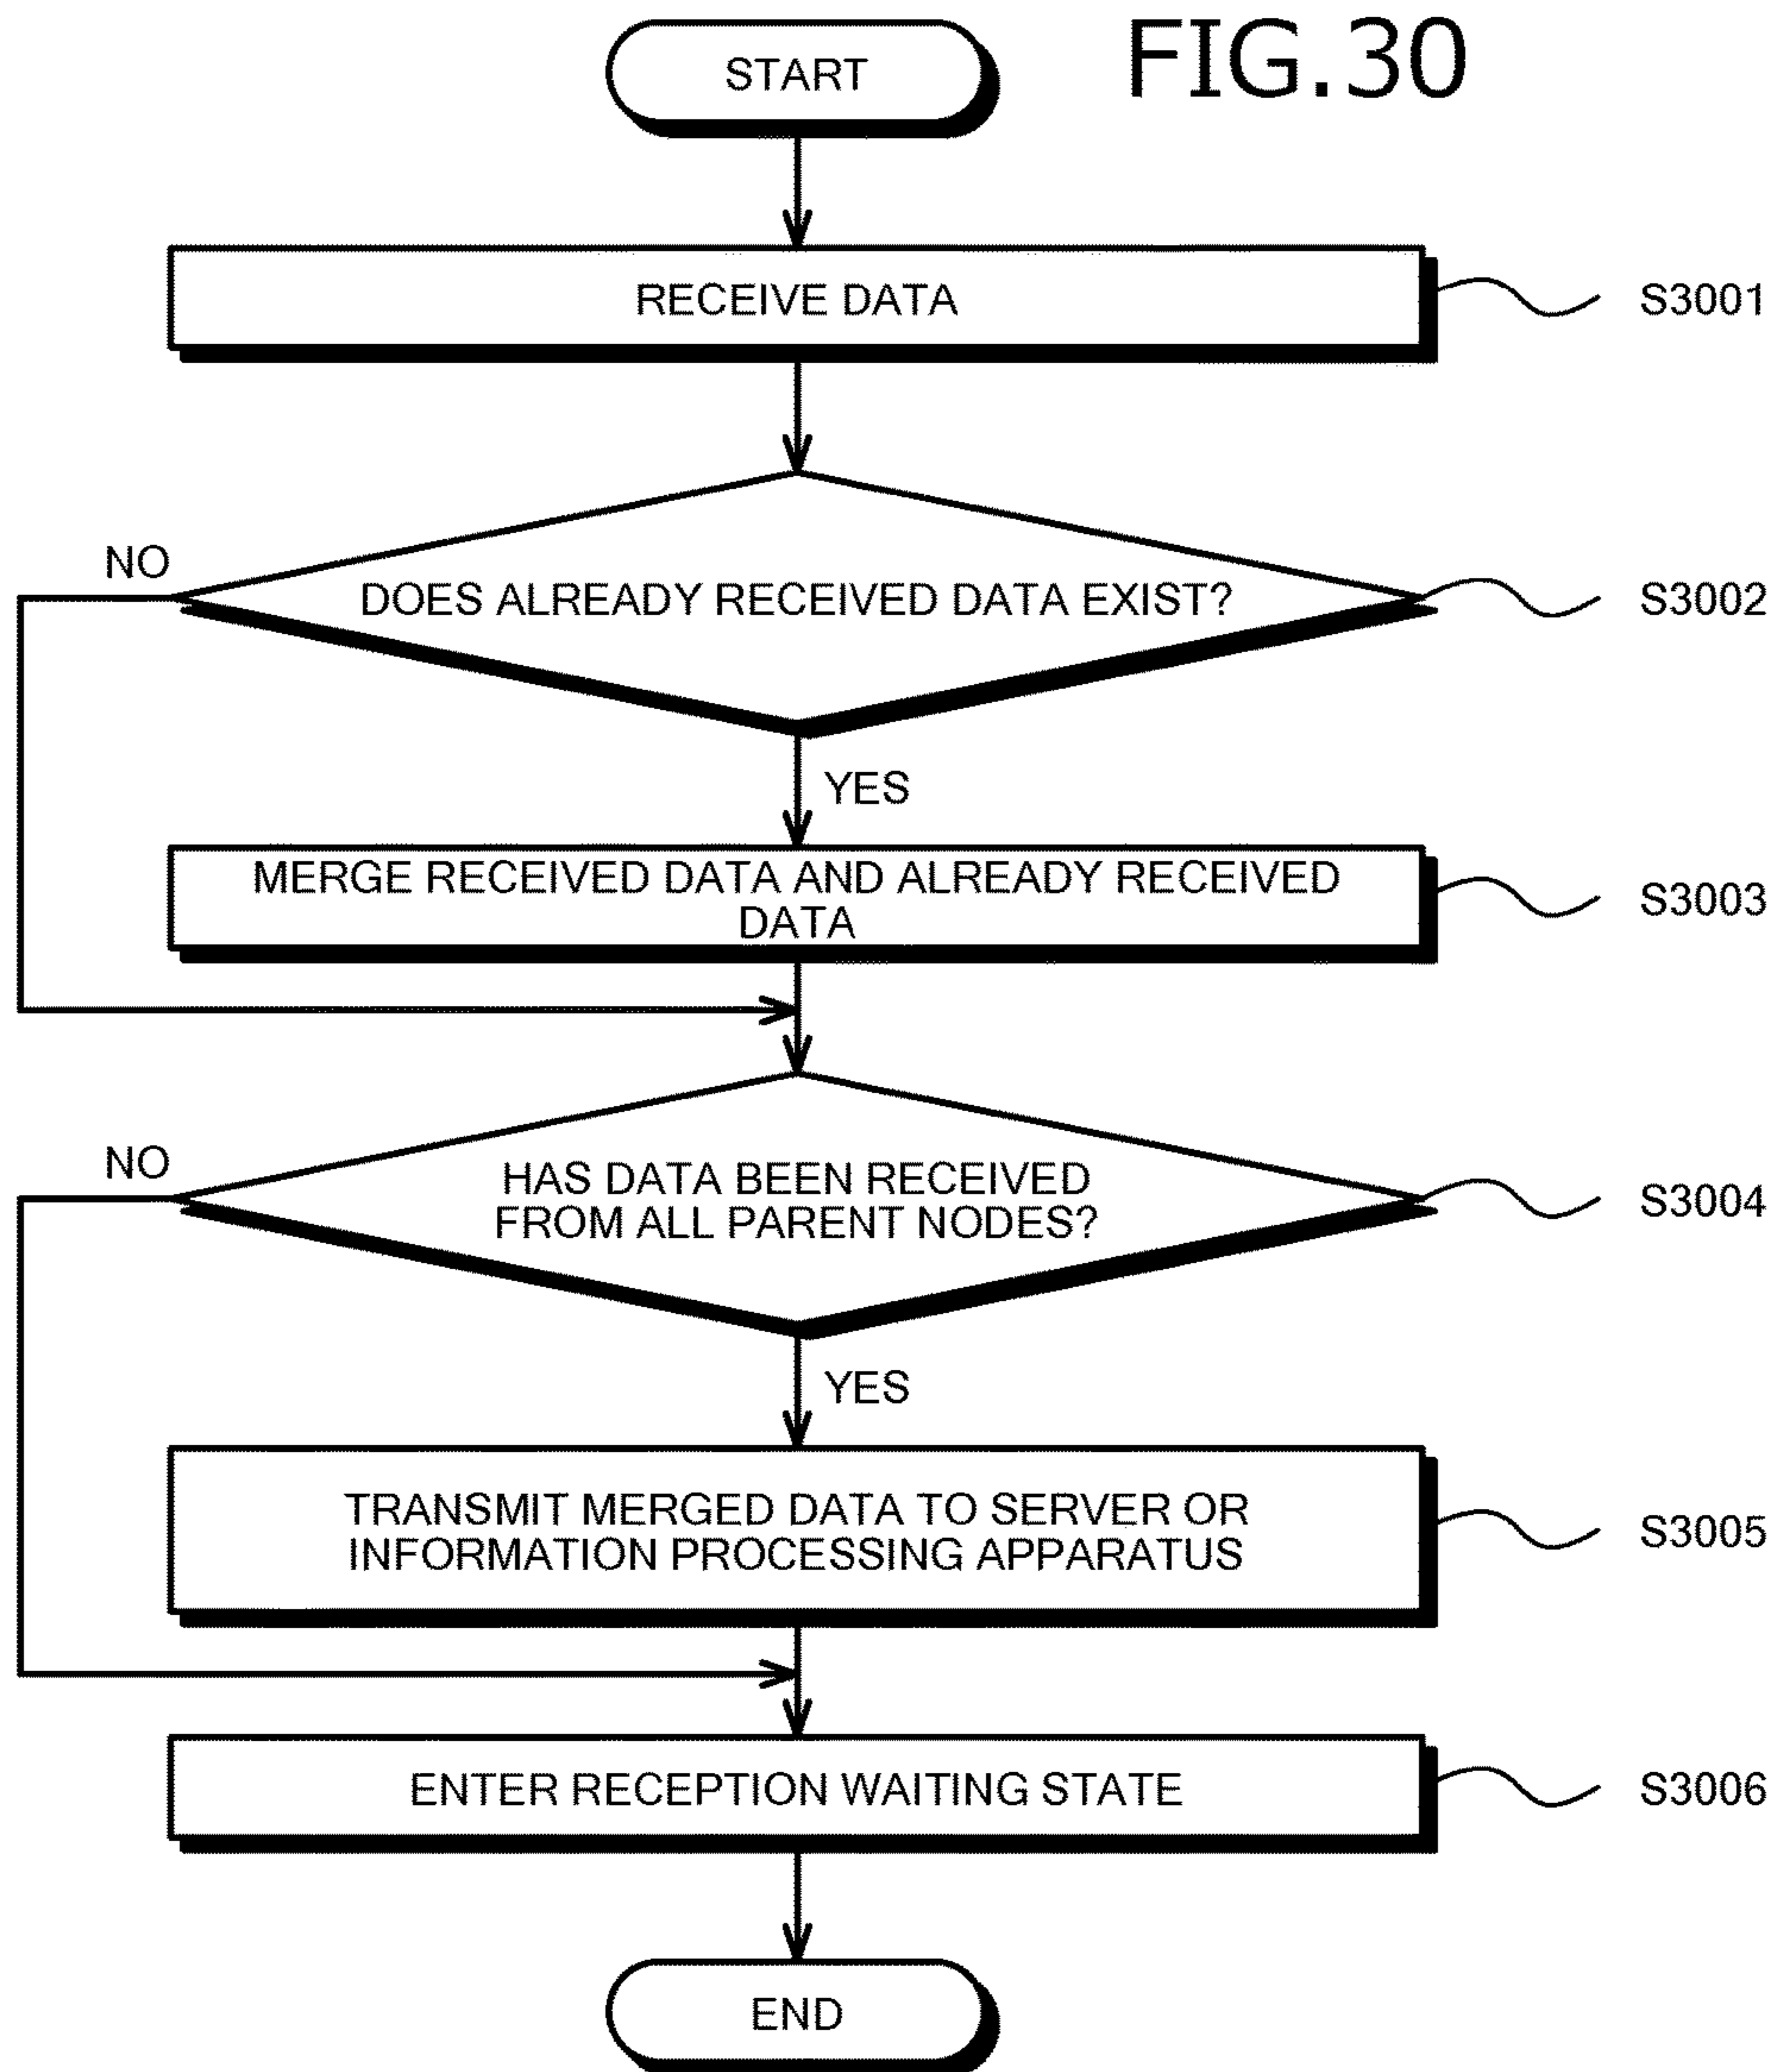 FIG.30
START
RECEIVE DATA
S3001
NO
DOES ALREADY RECEIVED DATA EXIST?
S3002
YES
MERGE RECEIVED DATA AND ALREADY RECEIVED
DATA
S3003
NO
HAS DATA BEEN RECEIVED
FROM ALL PARENT NODES?
S3004
YES
TRANSMIT MERGED DATA TO SERVER OR
INFORMATION PROCESSING APPARATUS
S3005
ENTER RECEPTION WAITING STATE
S3006
END